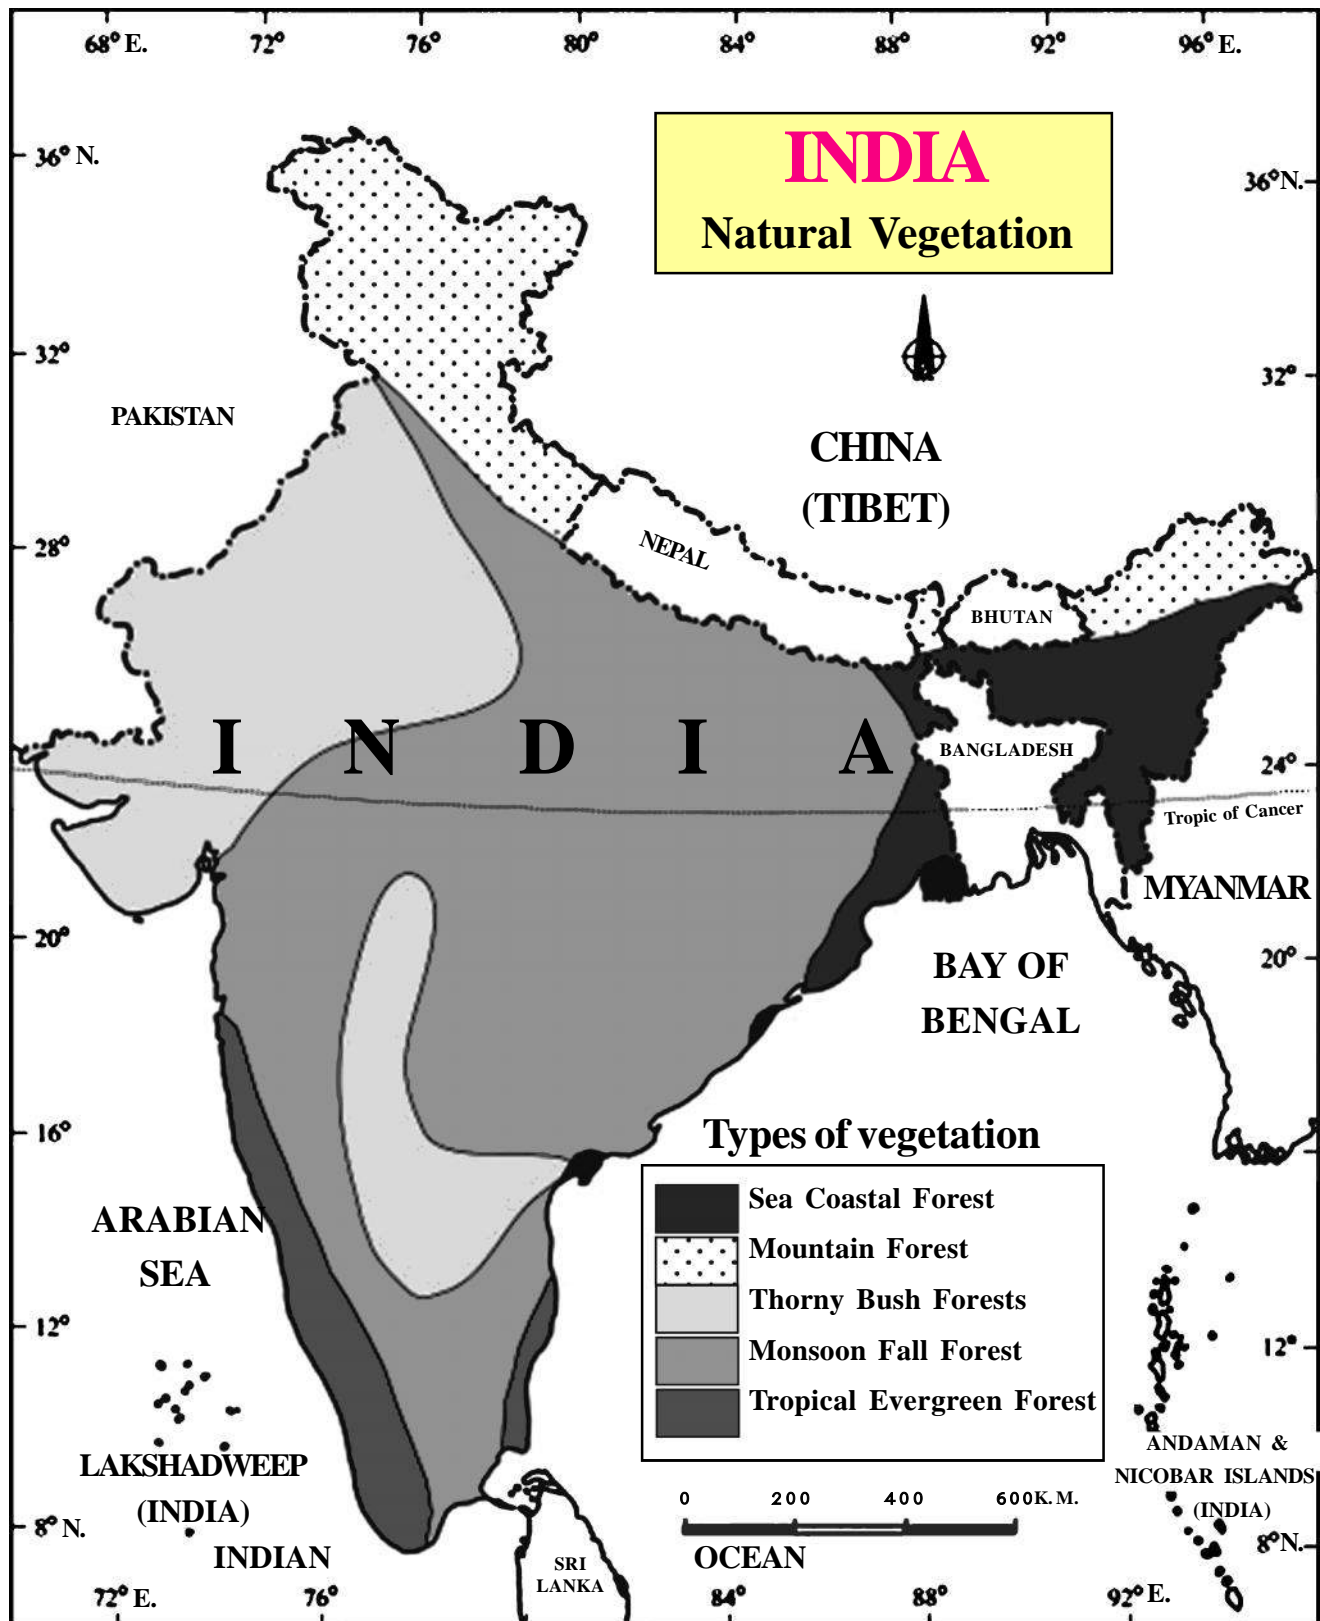 68° E. 72° 76° 80° 84° 88° 92° 96° E.
INDIA
Natural Vegetation
36° N.
36° N.
32°
32°
PAKISTAN
CHINA
(TIBET)
28°
NEPAL
BHUTAN
I N D I A
BANGLADESH
24°
Tropic of Cancer
MYANMAR
20°
20°
BAY OF
BENGAL
16°
Types of vegetation
Sea Coastal Forest
Mountain Forest
Thorny Bush Forests
Monsoon Fall Forest
Tropical Evergreen Forest
ARABIAN
SEA
12°
12°
LAKSHADWEEP
(INDIA)
ANDAMAN &
NICOBAR ISLANDS
(INDIA)
0 200 400 600K.M.
8° N.
8° N.
INDIAN
OCEAN
SRI
LANKA
72° E. 76° 84° 88° 92° E.